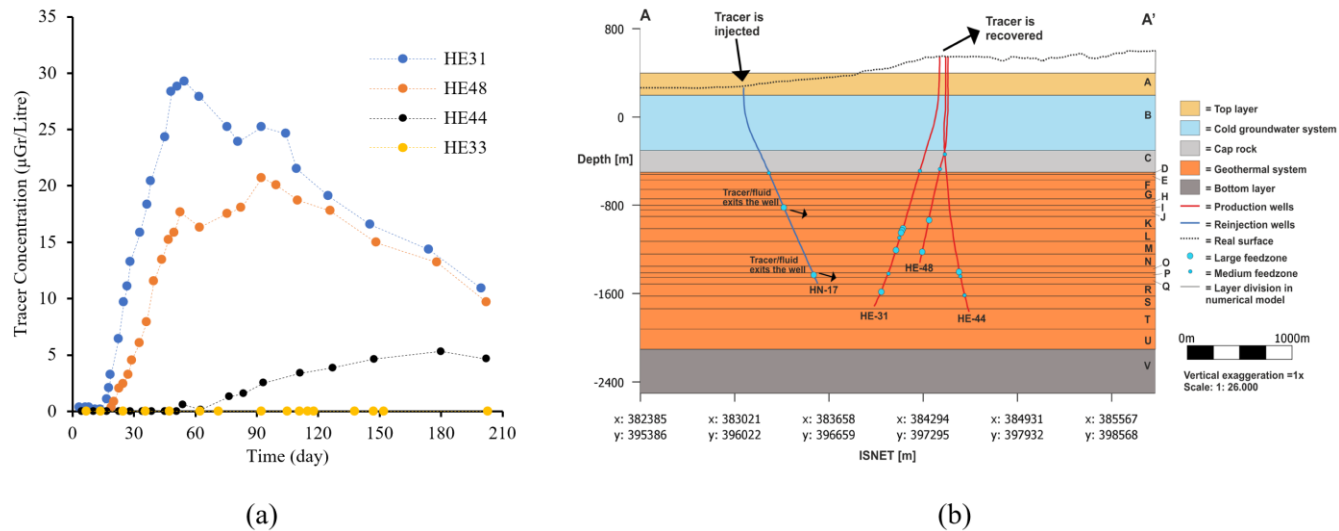 35
30
25
20
15
10
5
0
Tracer Concentration (µGr/Litre)
0 30 60 90 120 150 180 210
Time (day)
HE31
HE48
HE44
HE33
(a)
A
A'
Tracer is
injected
Tracer is
recovered
800
0
-800
-1600
-2400
Depth [m]
Tracer/fluid
exits the well
Tracer/fluid
exits the well
HN-17
HE-31
HE-48
HE-44
A
B
C
D
E
F
G
H
I
J
K
L
M
N
O
P
Q
R
S
T
U
V
x: 382385 x: 383021 x: 383658 x: 384294 x: 384931 x: 385567
y: 395386 y: 396022 y: 396659 y: 397295 y: 397932 y: 398568
ISNET [m]
= Top layer
= Cold groundwater system
= Cap rock
= Geothermal system
= Bottom layer
= Production wells
= Reinjection wells
= Real surface
= Large feedzone
= Medium feedzone
= Layer division in
numerical model
0m 1000m
Vertical exaggeration =1x
Scale: 1: 26.000
(b)